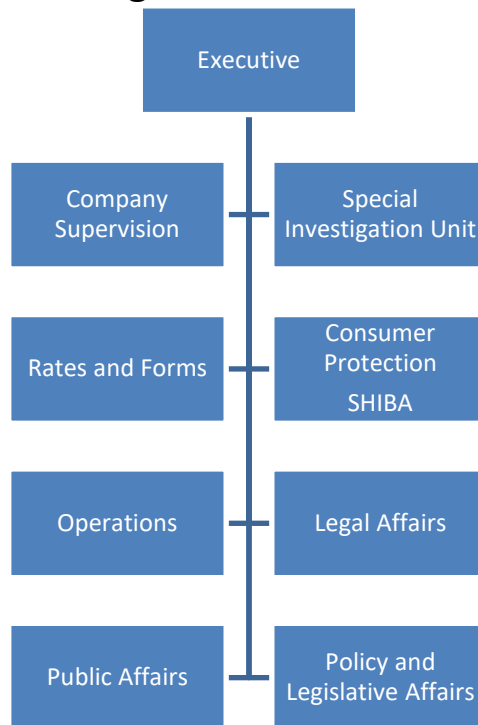 Executive
Company
Supervision
Special
Investigation Unit
Rates and Forms
Consumer
Protection
SHIBA
Operations
Legal Affairs
Public Affairs
Policy and
Legislative Affairs